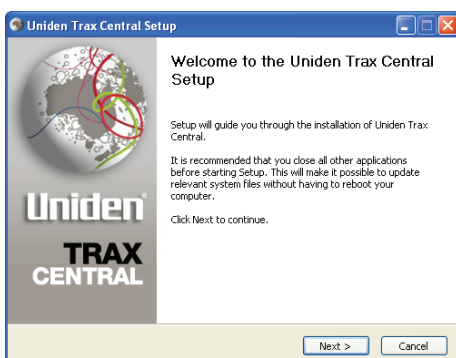 Uniden Trax Central Setup
Welcome to the Uniden Trax Central
Setup
Setup will guide you through the installation of Uniden Trax
Central.
It is recommended that you close all other applications
before starting Setup. This will make it possible to update
relevant system files without having to reboot your
computer.
Click Next to continue.
Uniden®
TRAX
CENTRAL
Next >
Cancel